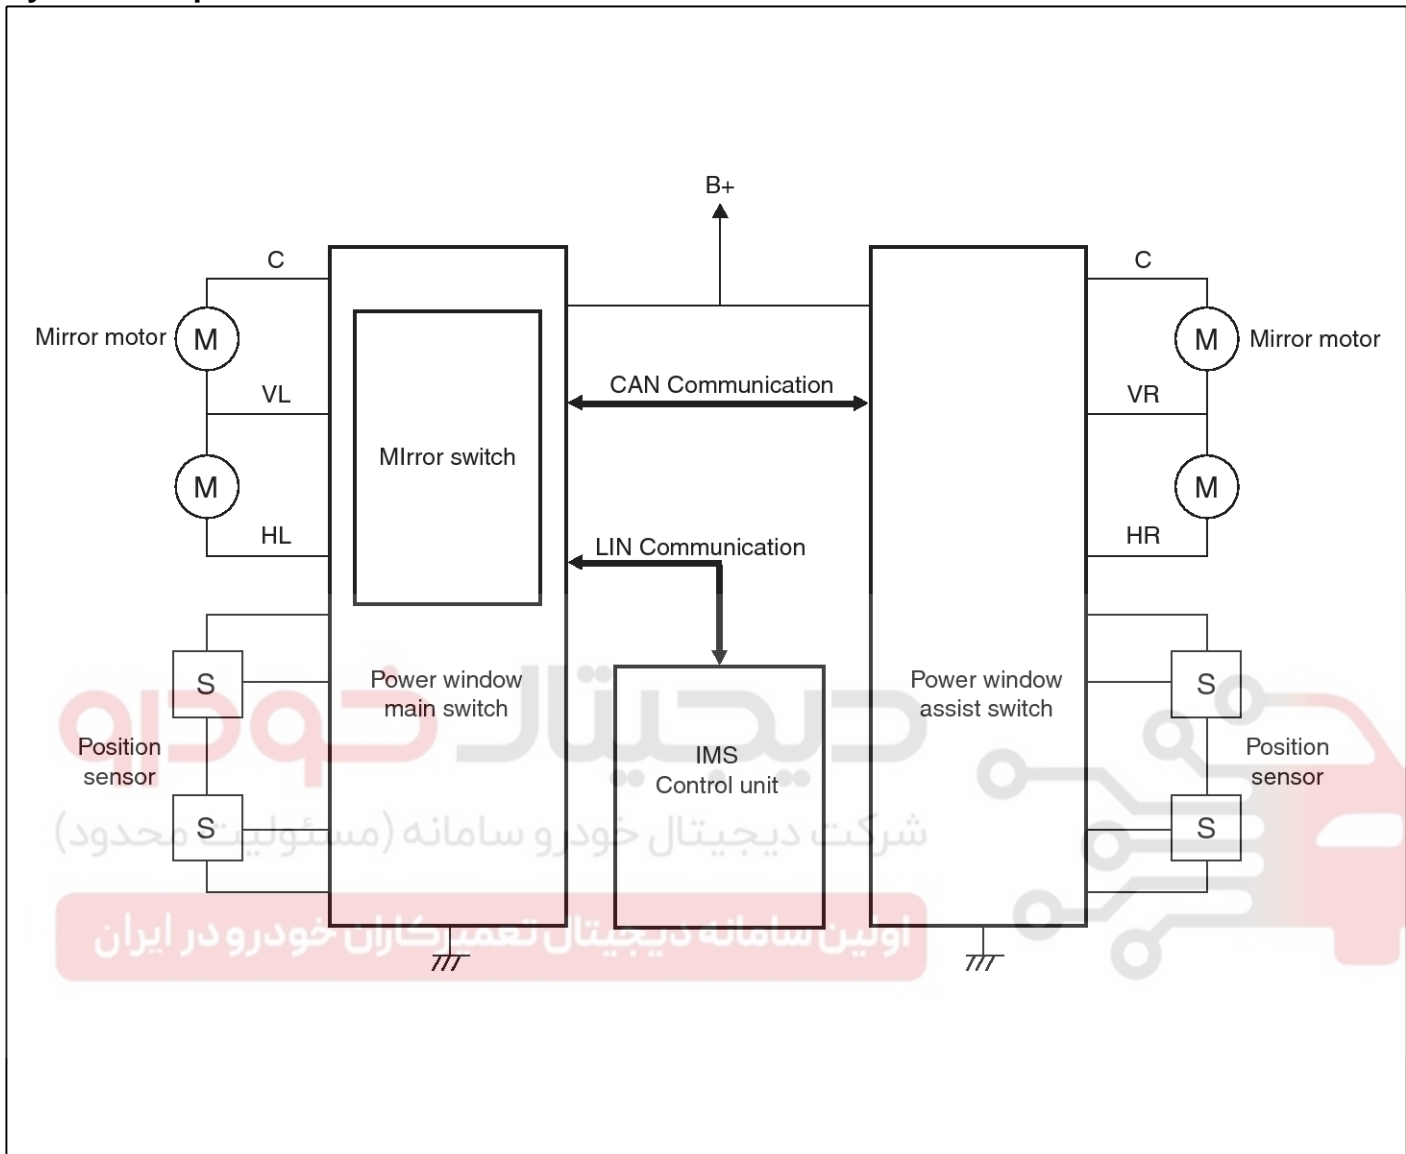 B+
C
C
Mirror motor
M
M
Mirror motor
CAN Communication
VL
VR
MIrror switch
M
M
HL
LIN Communication
HR
Power window
main switch
Power window
assist switch
S
S
دیجیتال خودرو
Position
sensor
IMS
Control unit
Position
sensor
شرکت دیجیتال خودرو سامانه (مسئولیت محدود)
S
S
اولین سامانه دیجیتال تعمیرکاران خودرو در ایران